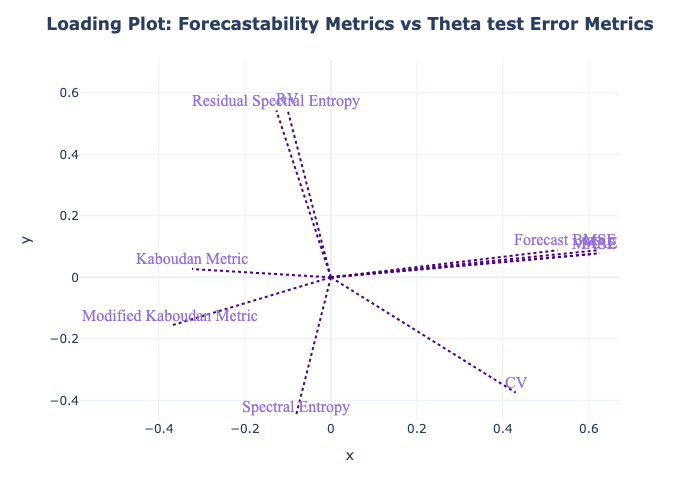 Loading Plot: Forecastability Metrics vs Theta test Error Metrics
0.6
Residual Spectral Entropy
RV
0.4
0.2
Forecast
Kaboudan Metric
0
Modified Kaboudan Metric
−0.2
CV
−0.4
Spectral Entropy
−0.4
−0.2
0
0.2
0.4
0.6
x
y